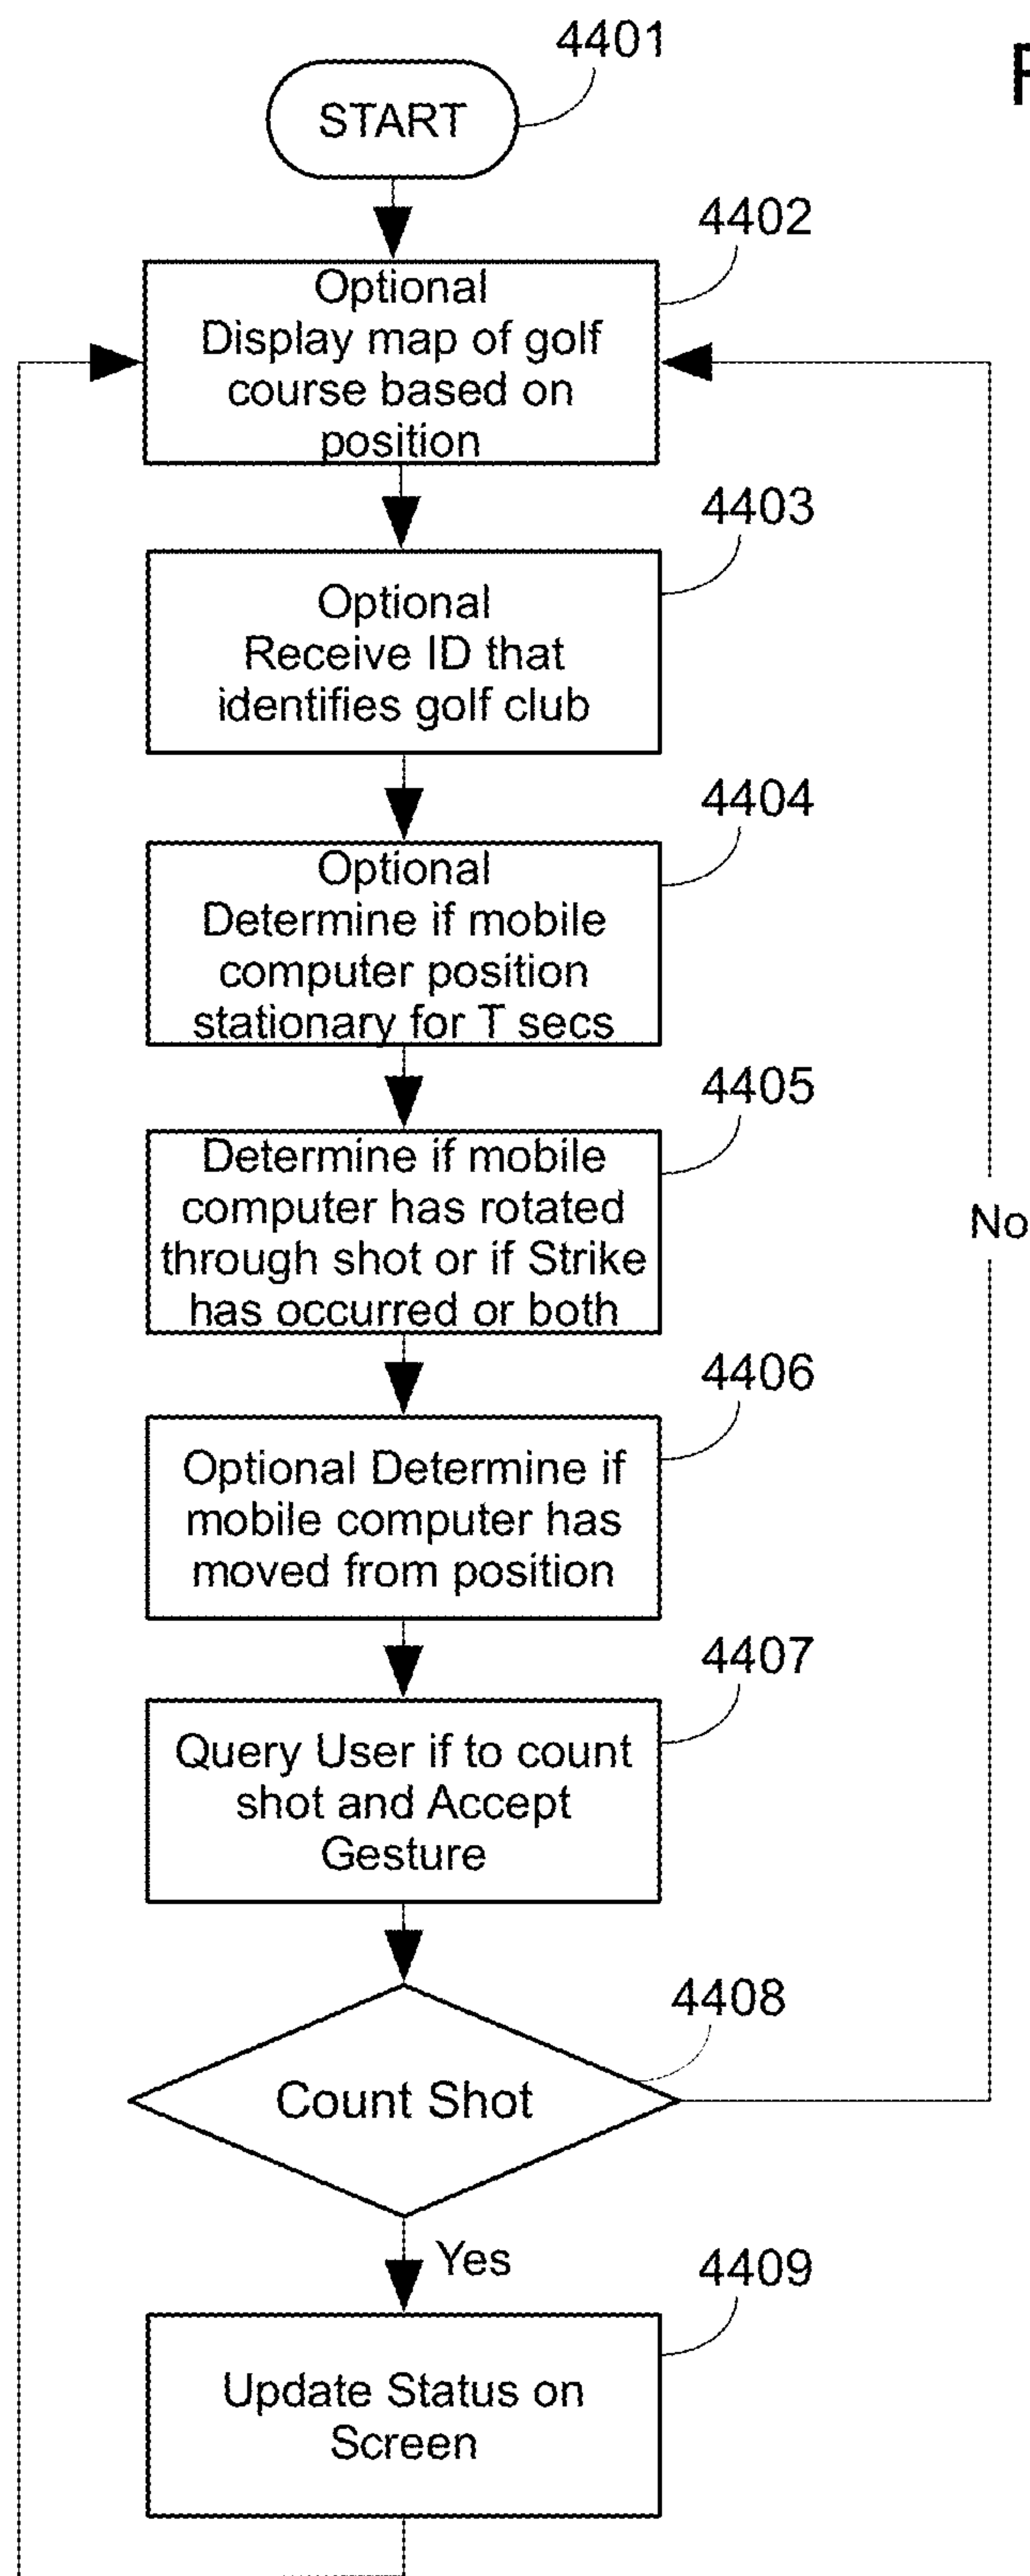 4401
START
4402
Optional
Display map of golf
course based on
position
4403
Optional
Receive ID that
identifies golf club
4404
Optional
Determine if mobile
computer position
stationary for T secs
4405
Determine if mobile
computer has rotated
through shot or if Strike
has occurred or both
No
4406
Optional Determine if
mobile computer has
moved from position
4407
Query User if to count
shot and Accept
Gesture
4408
Count Shot
Yes
4409
Update Status on
Screen